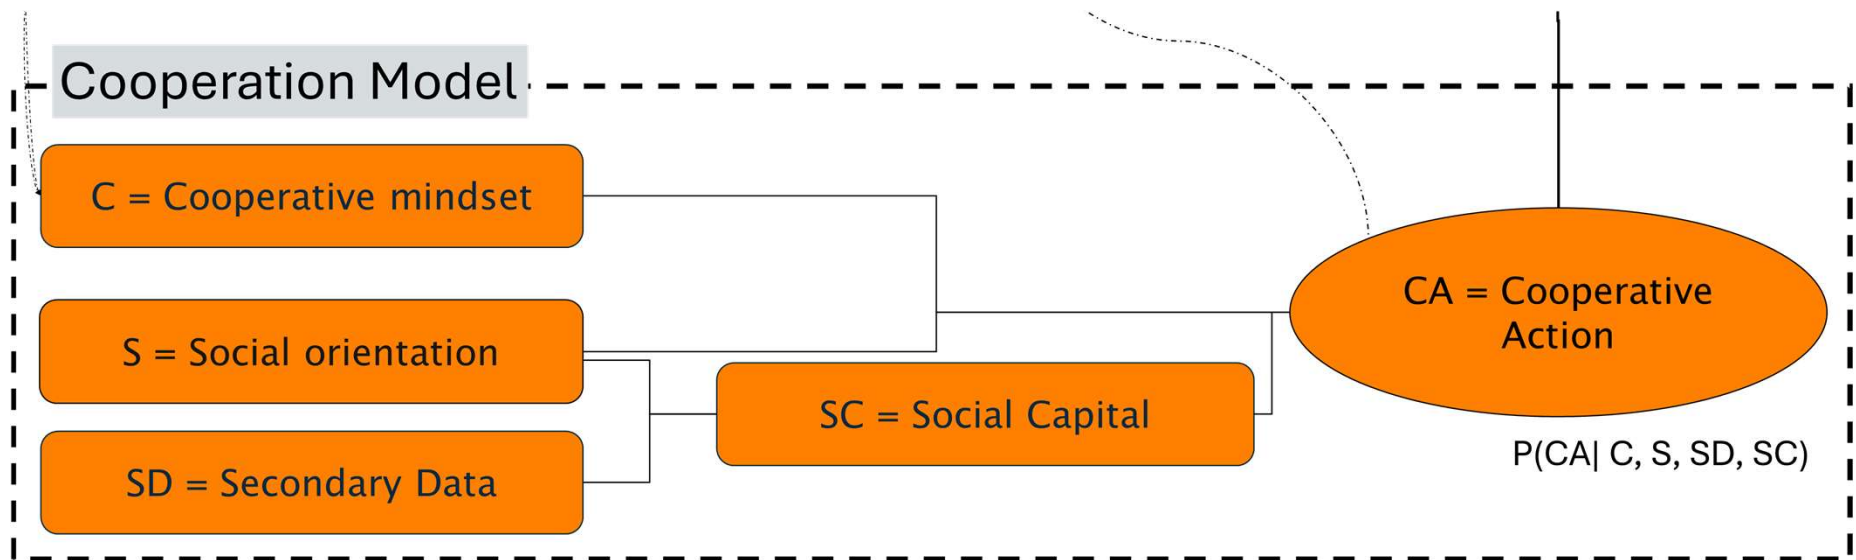 Cooperation Model
C = Cooperative mindset
S = Social orientation
SD = Secondary Data
SC = Social Capital
CA = Cooperative
Action
P(CA| C, S, SD, SC)